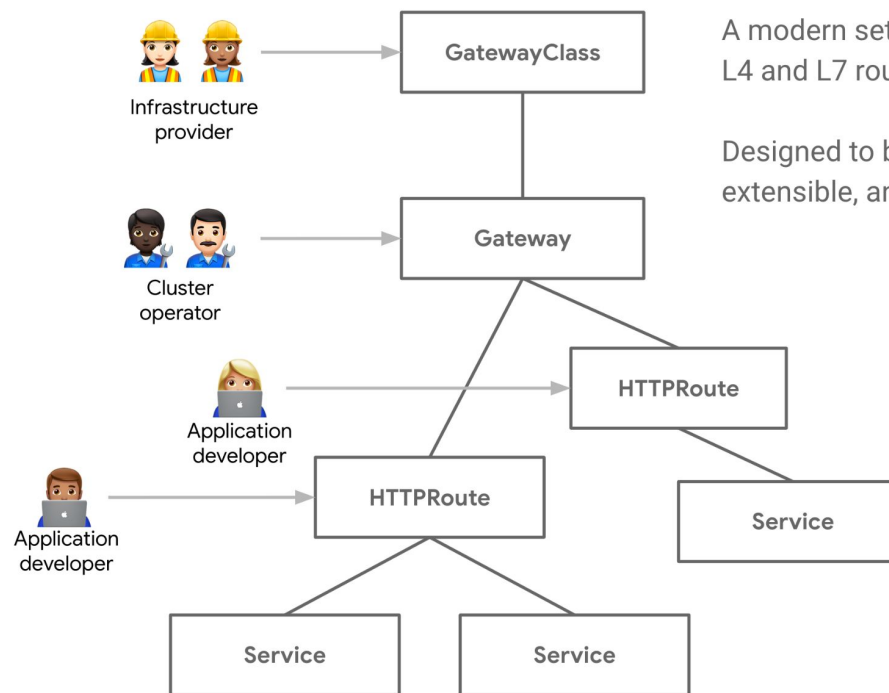 GatewayClass
A modern set
L4 and L7 rou
Infrastructure
provider
Designed to b
extensible, an
Gateway
Cluster
operator
HTTPRoute
Application
developer
HTTPRoute
Application
developer
Service
Service
Service